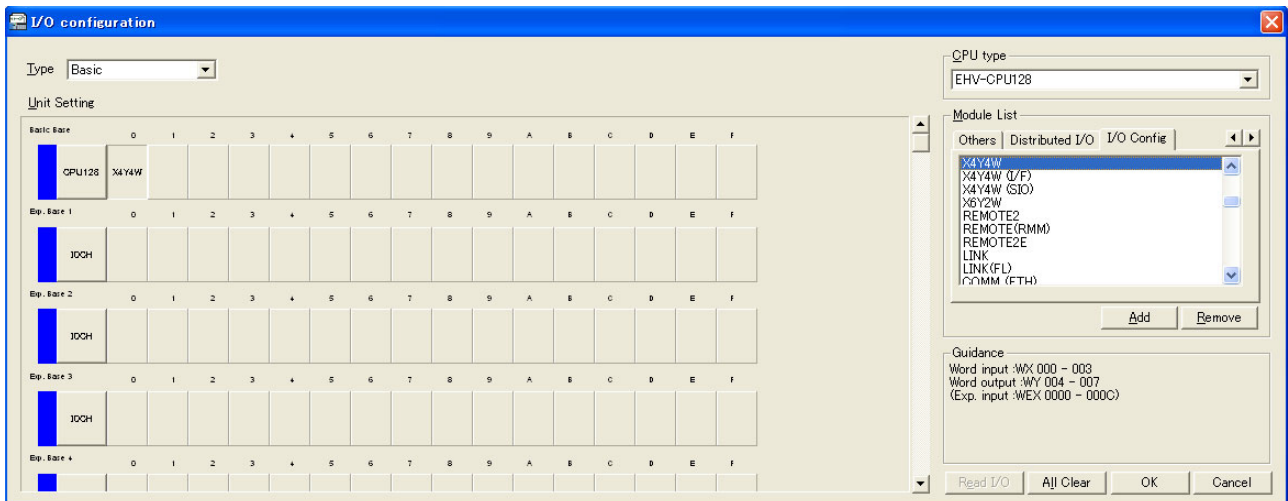 I/O configuration
Type Basic
Unit Setting
Basic Base 0 1 2 3 4 5 6 7 8 9 A B C D E F
CPU128 X4Y4W
Exp. Base 1 0 1 2 3 4 5 6 7 8 9 A B C D E F
IOCH
Exp. Base 2 0 1 2 3 4 5 6 7 8 9 A B C D E F
IOCH
Exp. Base 3 0 1 2 3 4 5 6 7 8 9 A B C D E F
IOCH
Exp. Base 4 0 1 2 3 4 5 6 7 8 9 A B C D E F
CPU type
EHV-CPU128
Module List
Others Distributed I/O I/O Config
X4Y4W
X4Y4W (I/F)
X4Y4W (SIO)
X6Y2W
REMOTE2
REMOTE(RMM)
REMOTE2E
LINK
LINK(FL)
COMM (ETH)
Add Remove
Guidance
Word input :WX 000 - 003
Word output :WY 004 - 007
(Exp. input :WEX 0000 - 000C)
Read I/O All Clear OK Cancel